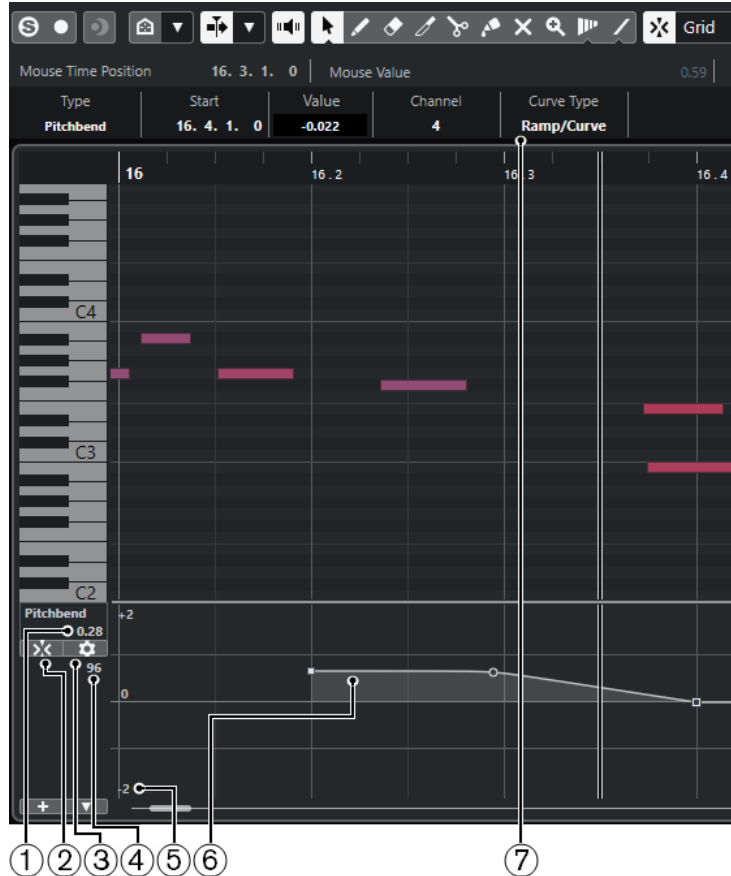 Grid
Mouse Time Position 16. 3. 1. 0 Mouse Value 0.59
Type Start Value Channel Curve Type
Pitchbend 16. 4. 1. 0 -0.022 4 Ramp/Curve
16 16.2 16.3 16.4
C4
C3
C2
Pitchbend +2
0.28
96
0
-2
1 2 3 4 5 6 7